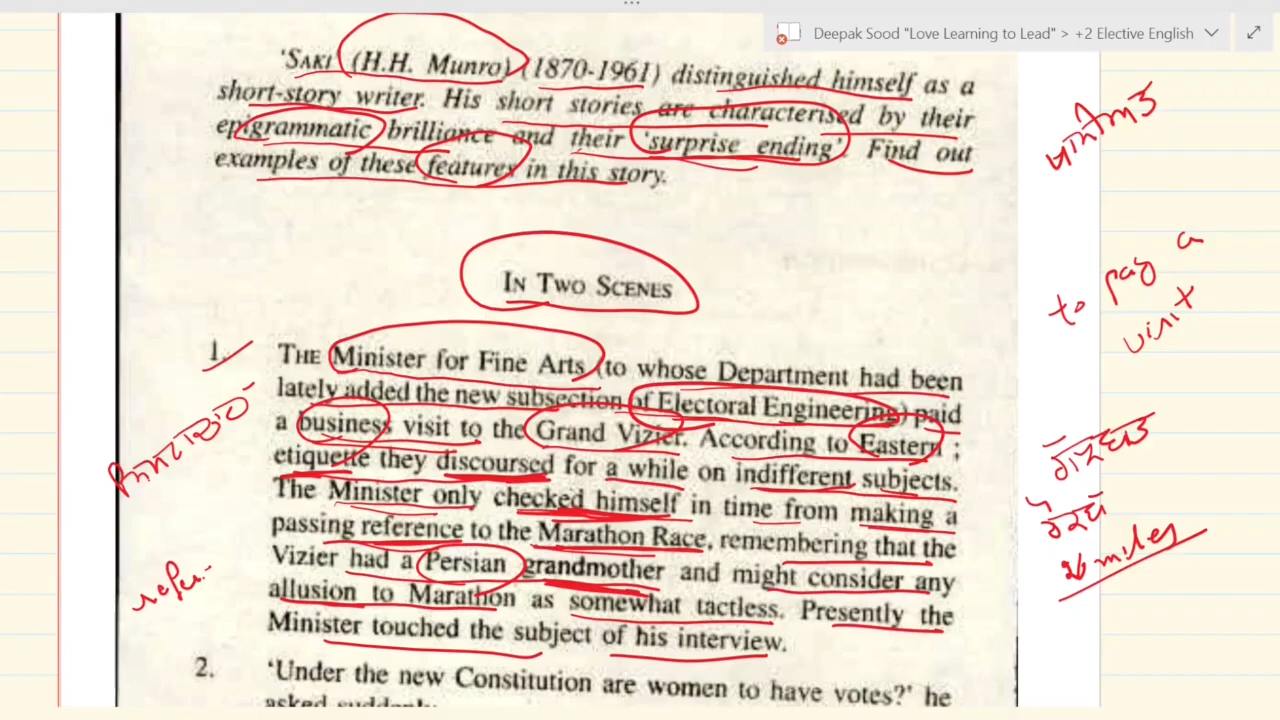 Deepak Sood "Love Learning to Lead" > +2 Elective English
'SAKI (H.H. Munro) (1870-1961) distinguished himself as a
short-story writer. His short stories are characterised by their
epigrammatic brilliance and their 'surprise ending'. Find out
examples of these features in this story.
IN TWO SCENES
to pay a
visit
1. THE Minister for Fine Arts (to whose Department had been
lately added the new subsection of Electoral Engineering) paid
a business visit to the Grand Vizier. According to Eastern ;
etiquette they discoursed for a while on indifferent subjects.
The Minister only checked himself in time from making a
passing reference to the Marathon Race, remembering that the
Vizier had a Persian grandmother and might consider any
allusion to Marathon as somewhat tactless. Presently the
Minister touched the subject of his interview.
26 miles
refer.
2. 'Under the new Constitution are women to have votes?' he
asked suddenly.